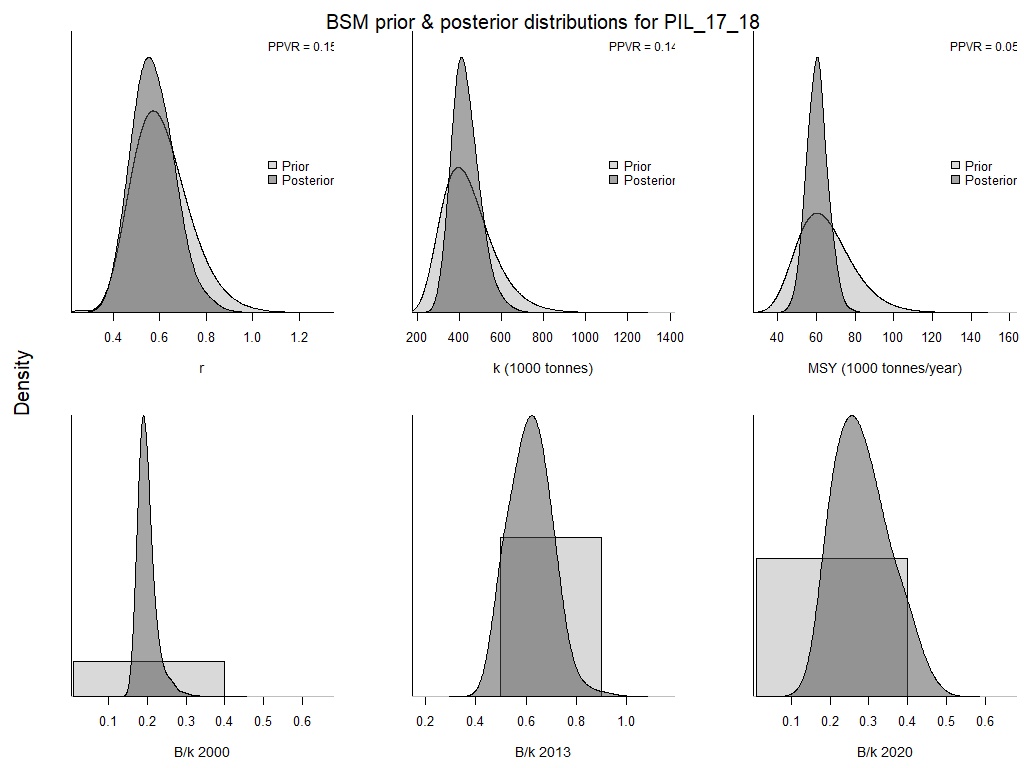 BSM prior & posterior distributions for PIL_17_18
PPVR = 0.15
Prior
Posterior
0.4 0.6 0.8 1.0 1.2
r
PPVR = 0.14
Prior
Posterior
200 400 600 800 1000 1200 1400
k (1000 tonnes)
PPVR = 0.05
Prior
Posterior
40 60 80 100 120 140 160
MSY (1000 tonnes/year)
Density
0.1 0.2 0.3 0.4 0.5 0.6
B/k 2000
0.2 0.4 0.6 0.8 1.0
B/k 2013
0.1 0.2 0.3 0.4 0.5 0.6
B/k 2020